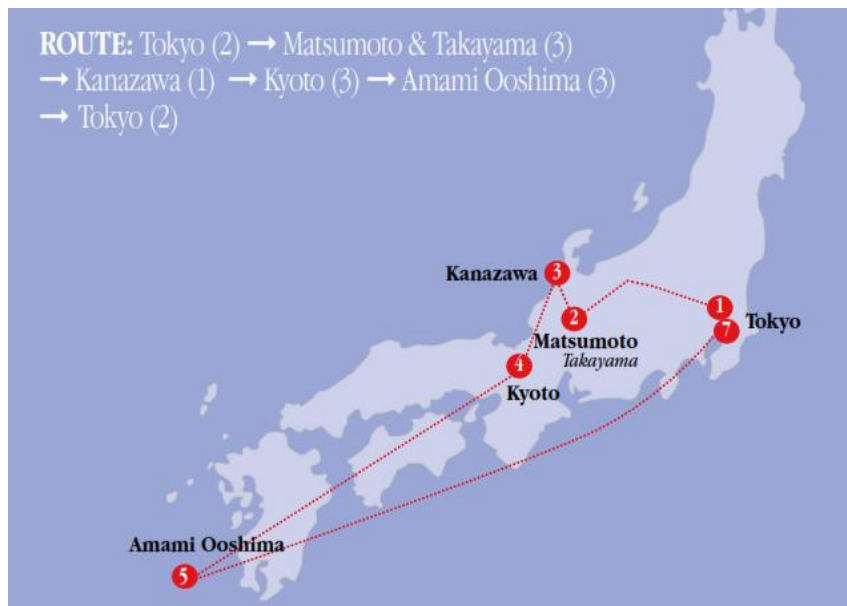 ROUTE: Tokyo (2) → Matsumoto & Takayama (3)
→ Kanazawa (1) → Kyoto (3) → Amami Ooshima (3)
→ Tokyo (2)
Kanazawa 3
1
2
Tokyo
7
Matsumoto
Takayama
4
Kyoto
Amami Ooshima
5